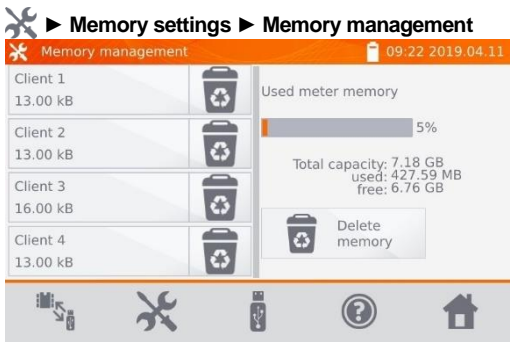 ► Memory settings ► Memory management
Memory management
09:22 2019.04.11
Client 1
13.00 kB
Client 2
13.00 kB
Client 3
16.00 kB
Client 4
13.00 kB
Used meter memory
5%
Total capacity: 7.18 GB
used: 427.59 MB
free: 6.76 GB
Delete
memory